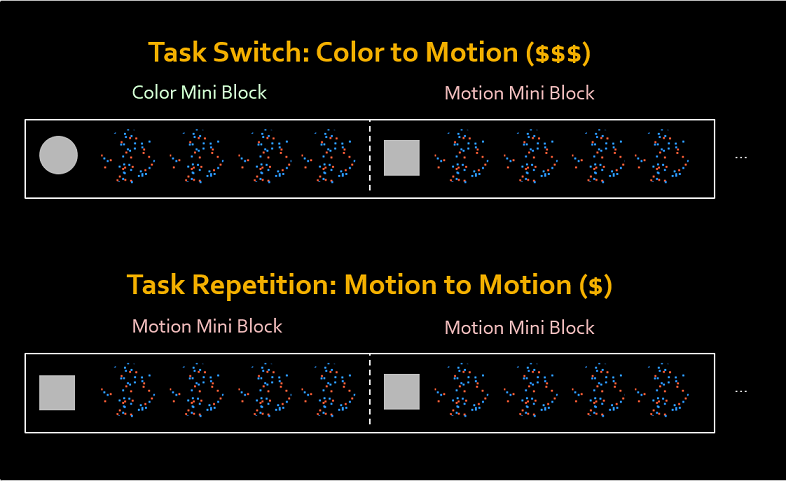 Task Switch: Color to Motion ($$$)
Color Mini Block
Motion Mini Block
...
Task Repetition: Motion to Motion ($)
Motion Mini Block
Motion Mini Block
...